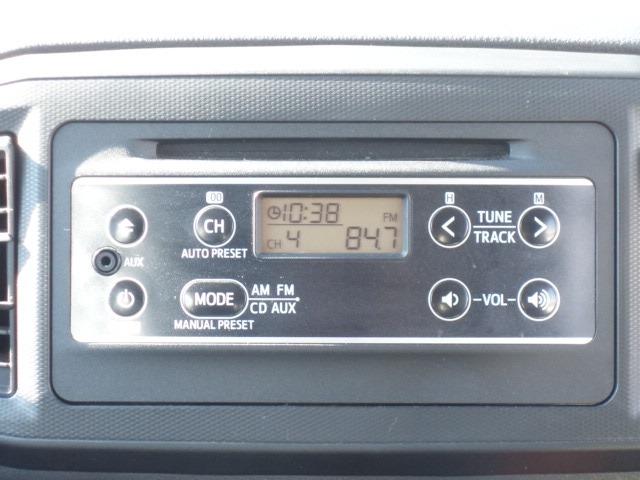 :00
CH
AUTO PRESET
10:38 FM
CH 4 84.7
H
M
TUNE
TRACK
AUX
MODE
AM FM
CD AUX
MANUAL PRESET
-VOL-